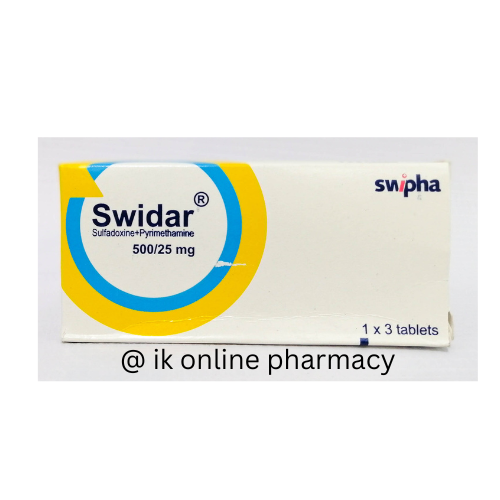 swipha
Swidar®
Sulfadoxine+Pyrimethamine
500/25 mg
1 x 3 tablets
@ ik online pharmacy